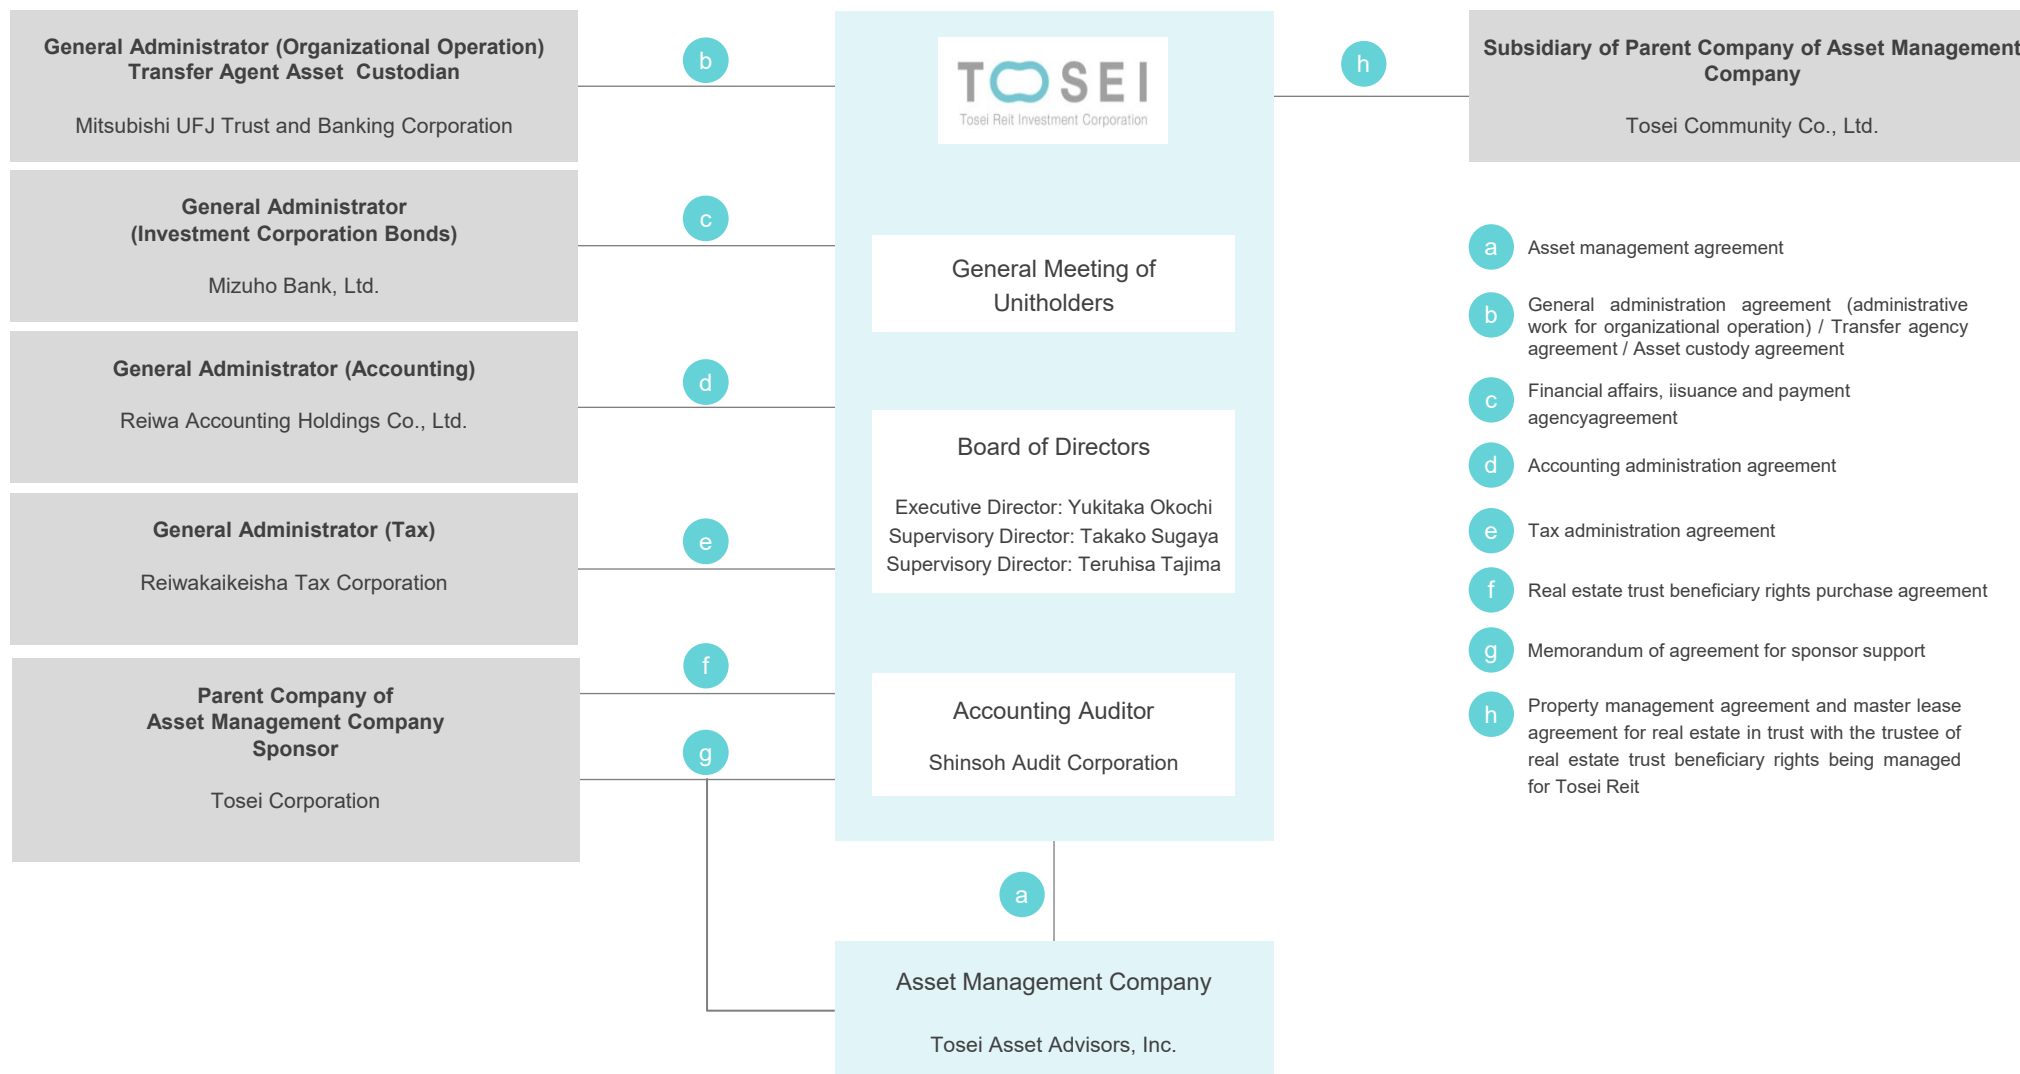 General Administrator (Organizational Operation)
Transfer Agent Asset Custodian
Mitsubishi UFJ Trust and Banking Corporation
General Administrator
(Investment Corporation Bonds)
Mizuho Bank, Ltd.
General Administrator (Accounting)
Reiwa Accounting Holdings Co., Ltd.
General Administrator (Tax)
Reiwakaikeisha Tax Corporation
Parent Company of
Asset Management Company
Sponsor
Tosei Corporation
b
c
d
e
f
g
TOSEI
Tosei Reit Investment Corporation
General Meeting of
Unitholders
Board of Directors
Executive Director: Yukitaka Okochi
Supervisory Director: Takako Sugaya
Supervisory Director: Teruhisa Tajima
Accounting Auditor
Shinsoh Audit Corporation
a
Asset Management Company
Tosei Asset Advisors, Inc.
h
Subsidiary of Parent Company of Asset Management
Company
Tosei Community Co., Ltd.
a Asset management agreement
b General administration agreement (administrative
work for organizational operation) / Transfer agency
agreement / Asset custody agreement
c Financial affairs, iisuance and payment
agencyagreement
d Accounting administration agreement
e Tax administration agreement
f Real estate trust beneficiary rights purchase agreement
g Memorandum of agreement for sponsor support
h Property management agreement and master lease
agreement for real estate in trust with the trustee of
real estate trust beneficiary rights being managed
for Tosei Reit